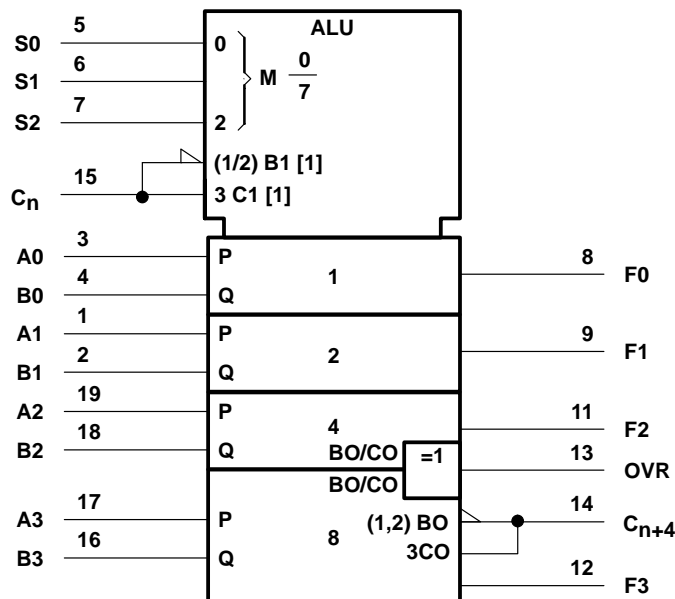 ALU
5
S0
0
6
S1
M 0/7
7
S2
2
(1/2) B1 [1]
15
Cn
3 C1 [1]
3
A0
P
1
8
F0
4
B0
Q
1
A1
P
2
9
F1
2
B1
Q
19
A2
P
4
11
F2
18
B2
Q
BO/CO
=1
13
OVR
BO/CO
17
A3
P
(1,2) BO
14
Cn+4
8
3CO
16
B3
Q
12
F3